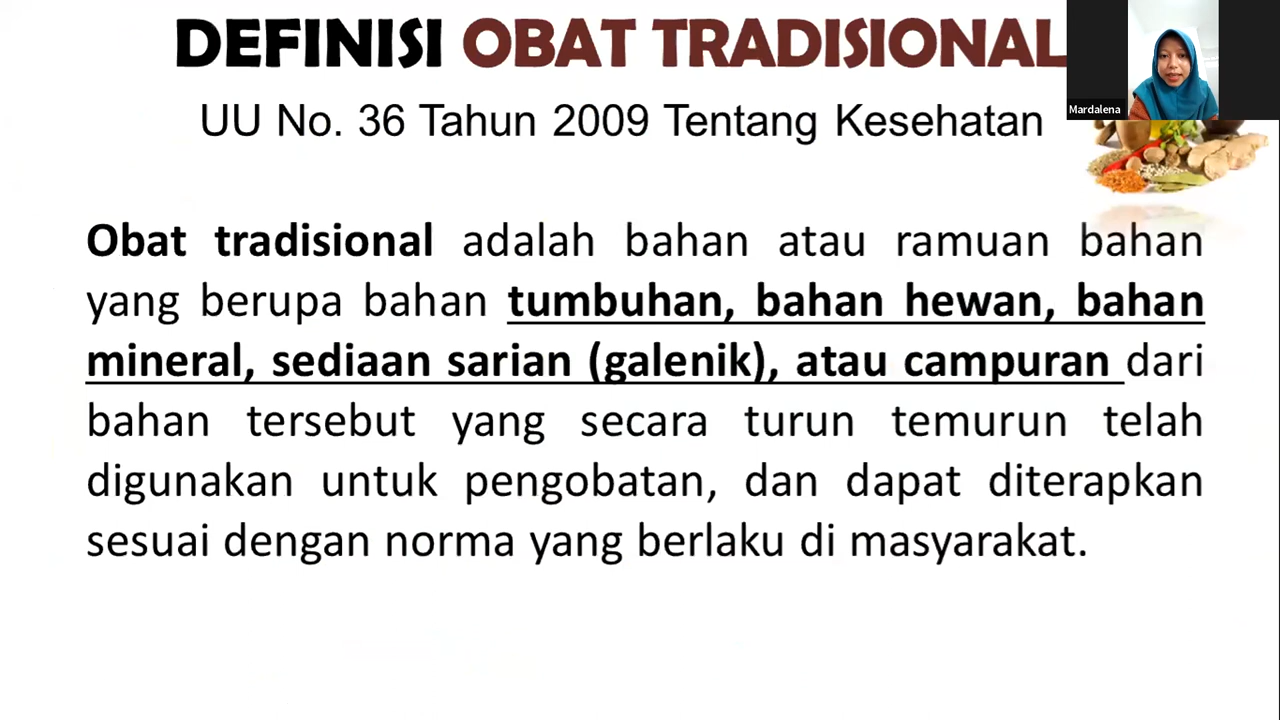 DEFINISI OBAT TRADISIONAL
Mardalena
UU No. 36 Tahun 2009 Tentang Kesehatan
Obat tradisional adalah bahan atau ramuan bahan
yang berupa bahan tumbuhan, bahan hewan, bahan
mineral, sediaan sarian (galenik), atau campuran dari
bahan tersebut yang secara turun temurun telah
digunakan untuk pengobatan, dan dapat diterapkan
sesuai dengan norma yang berlaku di masyarakat.